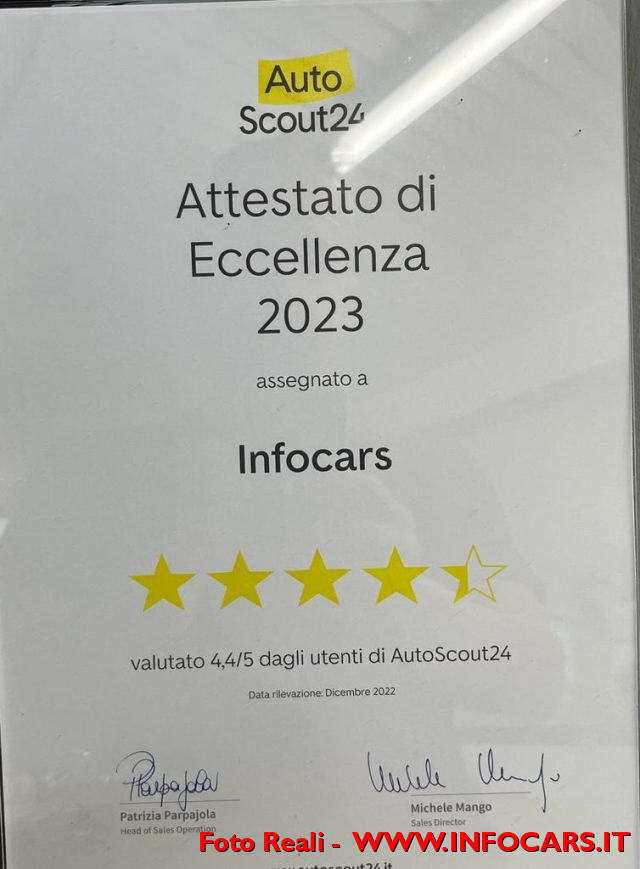 Auto
Scout24
Attestato di
Eccellenza
2023
assegnato a
Infocars
valutato 4,4/5 dagli utenti di AutoScout24
Data rilevazione: Dicembre 2022
Patrizia Parpajola
Michele Mango
Head of Sales Operation
Sales Director
Foto Reali - WWW.INFOCARS.IT